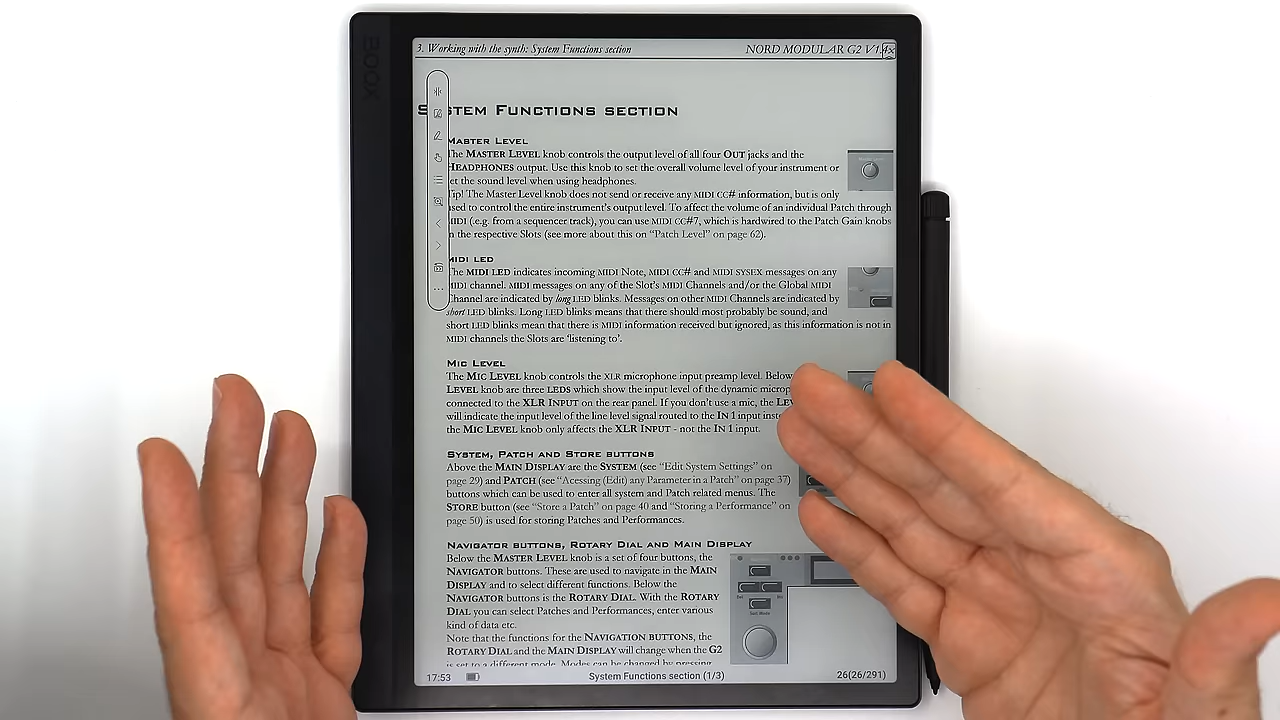 BOOX
3. Working with the synth: System Functions section
NORD MODULAR G2 V1.4x
System Functions section
Master Level
The MASTER LEVEL knob controls the output level of all four OUT jacks and the
HEADPHONES output. Use this knob to set the overall volume level of your instrument or
set the sound level when using headphones.
Tip! The Master Level knob does not send or receive any MIDI CC# information, but is only
used to control the entire instrument's output level. To affect the volume of an individual Patch through
MIDI (e.g. from a sequencer track), you can use MIDI CC#7, which is hardwired to the Patch Gain knobs
in the respective Slots (see more about this on "Patch Level" on page 62).
MIDI LED
The MIDI LED indicates incoming MIDI Note, MIDI CC# and MIDI SYSEX messages on any
MIDI channel. MIDI messages on any of the Slot's MIDI Channels and/or the Global MIDI
Channel are indicated by long LED blinks. Messages on other MIDI Channels are indicated by
short LED blinks. Long LED blinks means that there should most probably be sound, and
short LED blinks mean that there is MIDI information received but ignored, as this information is not in
MIDI channels the Slots are 'listening to'.
Mic Level
The MIC LEVEL knob controls the XLR microphone input preamp level. Below
LEVEL knob are three LEDS which show the input level of the dynamic
connected to the XLR INPUT on the rear panel. If you don't use a mic, the
will indicate the input level of the line level signal routed to the IN 1 input
the MIC LEVEL knob only affects the XLR INPUT - not the IN 1 input.
System, Patch and Store buttons
Above the MAIN DISPLAY are the SYSTEM (see "Edit System Settings" on
page 29) and PATCH (see "Acessing (Edit) any Parameter in a Patch" on page 37)
buttons which can be used to enter all system and Patch related menus. The
STORE button (see "Store a Patch" on page 40 and "Storing a Performance" on
page 50) is used for storing Patches and Performances.
Navigator buttons, Rotary Dial and Main Display
Below the MASTER LEVEL knob is a set of four buttons, the
NAVIGATOR buttons. These are used to navigate in the MAIN
DISPLAY and to select different functions. Below the
NAVIGATOR buttons is the ROTARY DIAL. With the ROTARY
DIAL you can select Patches and Performances, enter various
kind of data etc.
Note that the functions for the NAVIGATION BUTTONS, the
ROTARY DIAL and the MAIN DISPLAY will change when the G2
is set to a different mode. Modes can be changed by pressing
17:53
System Functions section (1/3)
26(26/291)